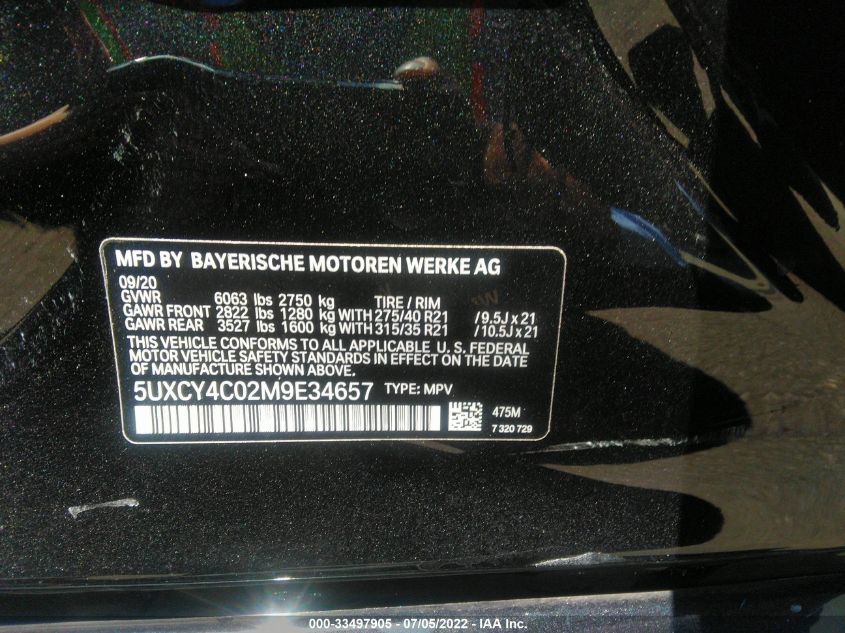 MFD BY BAYERISCHE MOTOREN WERKE AG
09/20
GVWR 6063 lbs 2750 kg TIRE / RIM
GAWR FRONT 2822 lbs 1280 kg WITH 275/40 R21 / 9.5J x 21
GAWR REAR 3527 lbs 1600 kg WITH 315/35 R21 / 10.5J x 21
THIS VEHICLE CONFORMS TO ALL APPLICABLE U. S. FEDERAL
MOTOR VEHICLE SAFETY STANDARDS IN EFFECT ON THE DATE
OF MANUFACTURE SHOWN ABOVE.
5UXCY4C02M9E34657 TYPE: MPV
475M
7 320 729
000-33497905 - 07/05/2022 - IAA Inc.